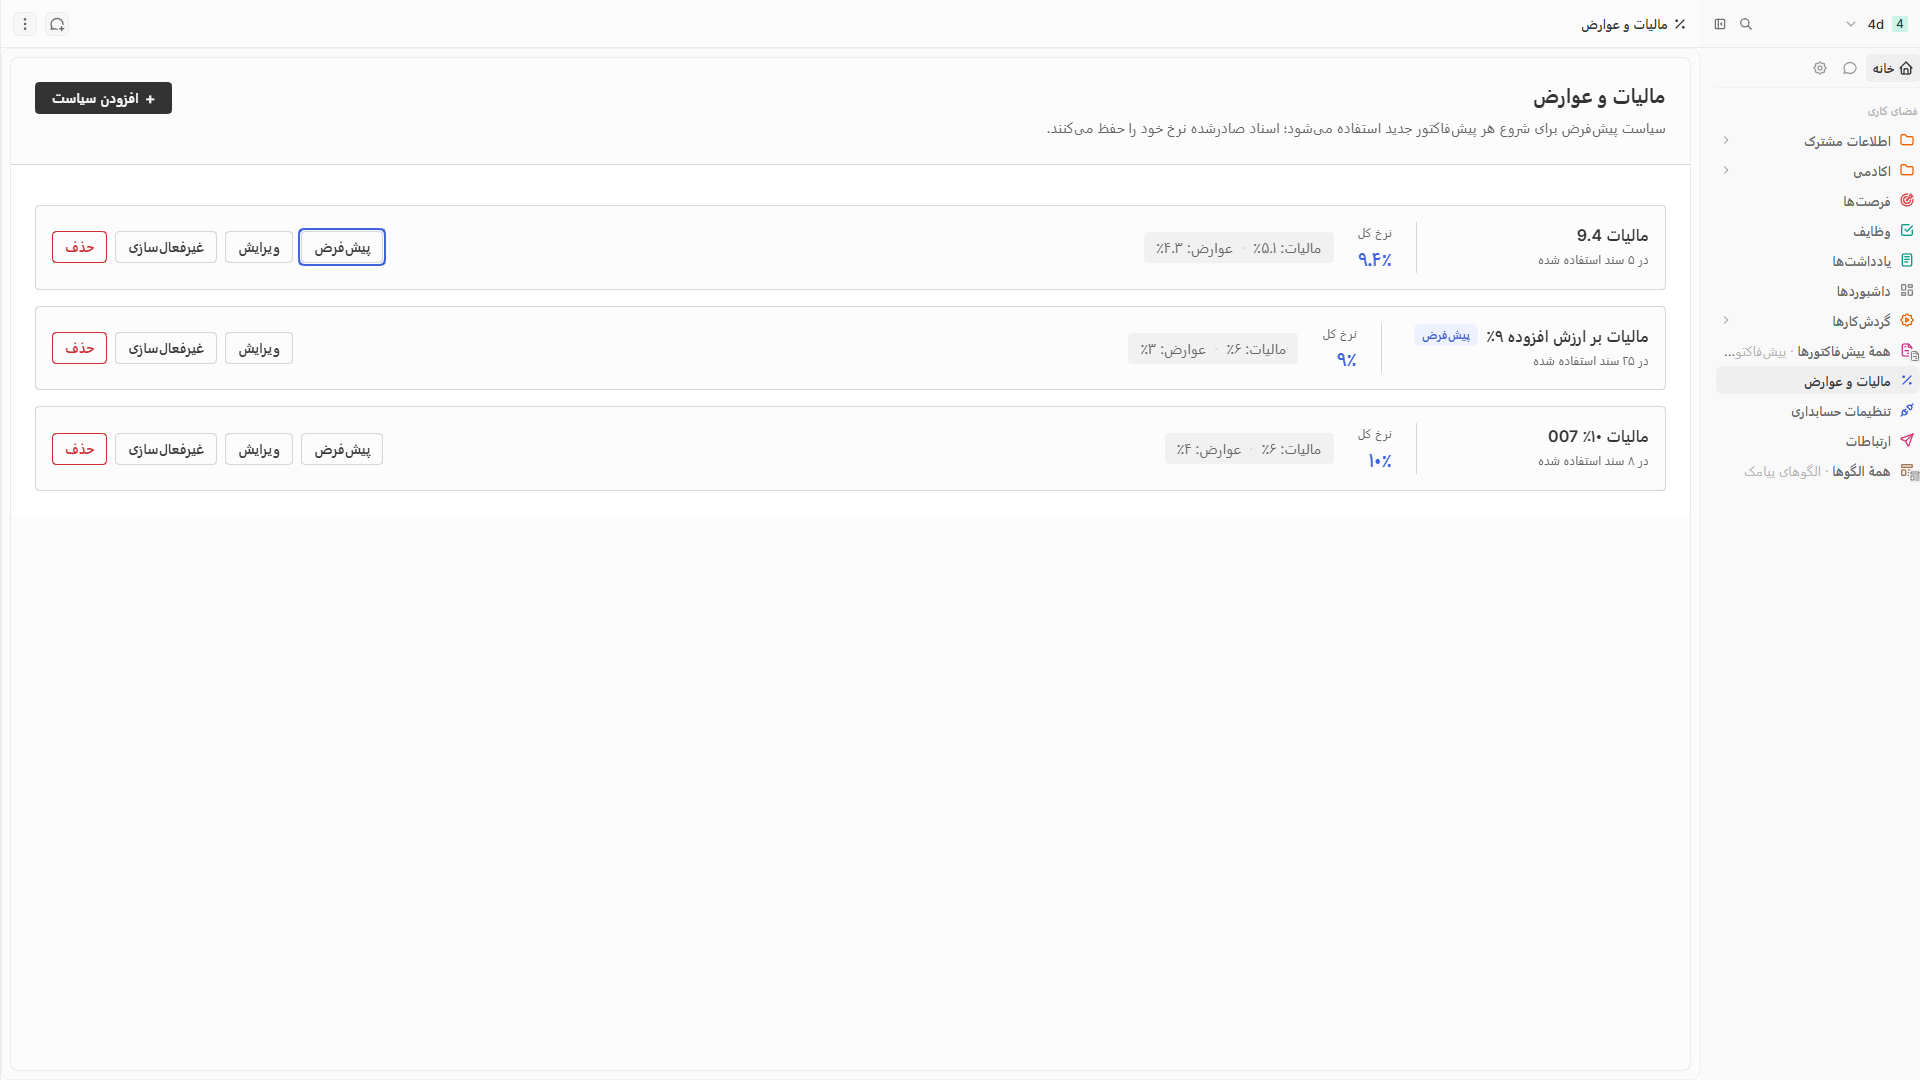 4 4d
خانه
فضای کاری
اطلاعات مشترک
اکادمی
فرصت‌ها
وظایف
یادداشت‌ها
داشبوردها
گردش‌کارها
همهٔ پیش‌فاکتورها · پیش‌فاکتو...
مالیات و عوارض
تنظیمات حسابداری
ارتباطات
همهٔ الگوها · الگوهای پیامک
مالیات و عوارض
مالیات و عوارض
سیاست پیش‌فرض برای شروع هر پیش‌فاکتور جدید استفاده می‌شود؛ اسناد صادرشده نرخ خود را حفظ می‌کنند.
+ افزودن سیاست
مالیات 9.4
در ۵ سند استفاده شده
نرخ کل
۹.۴٪
مالیات: ۵.۱٪ · عوارض: ۴.۳٪
پیش‌فرض
ویرایش
غیرفعال‌سازی
حذف
مالیات بر ارزش افزوده ۹٪ پیش‌فرض
در ۲۵ سند استفاده شده
نرخ کل
۹٪
مالیات: ۶٪ · عوارض: ۳٪
ویرایش
غیرفعال‌سازی
حذف
مالیات ۱۰٪ 007
در ۸ سند استفاده شده
نرخ کل
۱۰٪
مالیات: ۶٪ · عوارض: ۴٪
پیش‌فرض
ویرایش
غیرفعال‌سازی
حذف